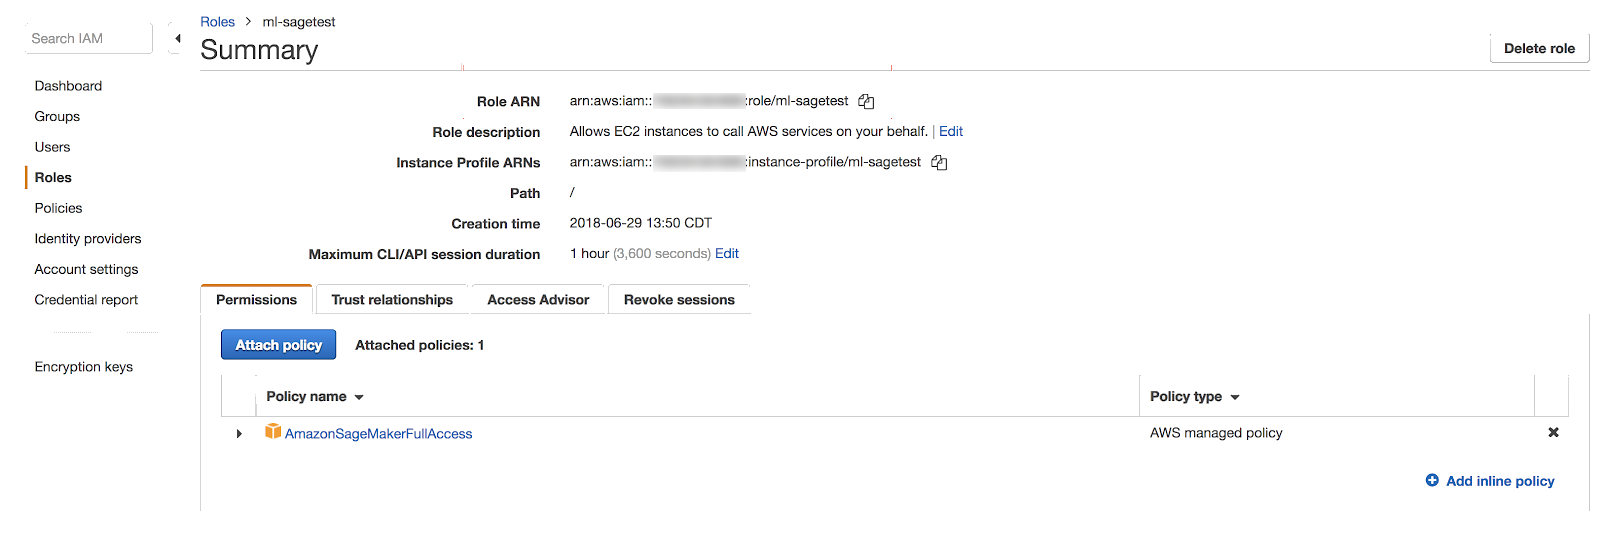 Roles > ml-sagetest
Search IAM
Summary
Delete role
Dashboard
Groups
Users
Roles
Policies
Identity providers
Account settings
Credential report
Encryption keys
Role ARN arn:aws:iam:: :role/ml-sagetest
Role description Allows EC2 instances to call AWS services on your behalf. | Edit
Instance Profile ARNs arn:aws:iam:: :instance-profile/ml-sagetest
Path /
Creation time 2018-06-29 13:50 CDT
Maximum CLI/API session duration 1 hour (3,600 seconds) Edit
Permissions Trust relationships Access Advisor Revoke sessions
Attach policy Attached policies: 1
Policy name Policy type
AmazonSageMakerFullAccess AWS managed policy
Add inline policy